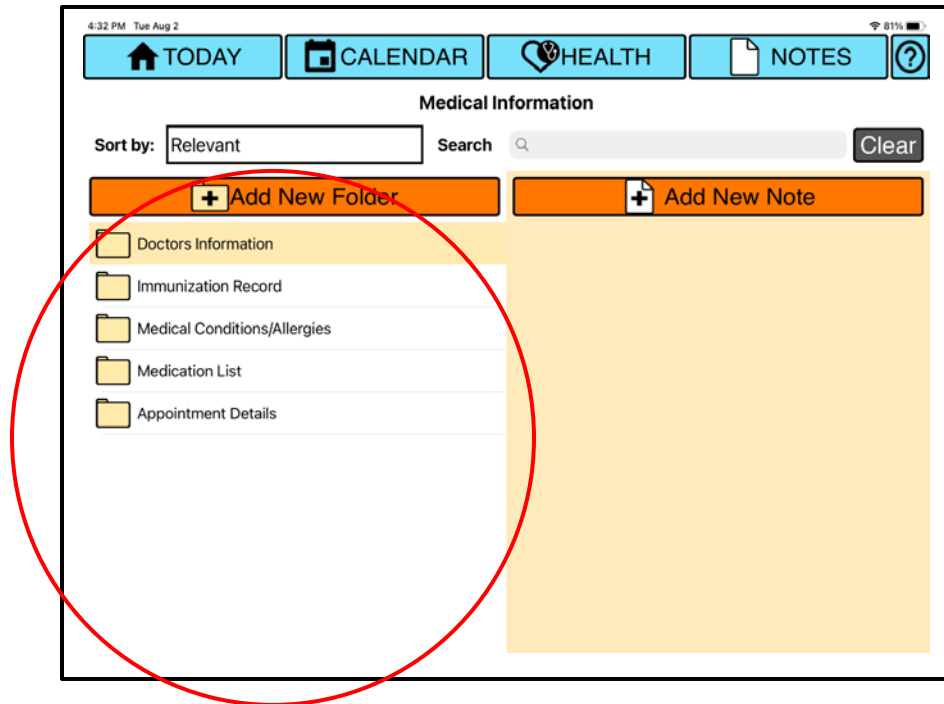 4:32 PM Tue Aug 2 81%
TODAY CALENDAR HEALTH NOTES ?
Medical Information
Sort by: Relevant Search Clear
Add New Folder Add New Note
Doctors Information
Immunization Record
Medical Conditions/Allergies
Medication List
Appointment Details